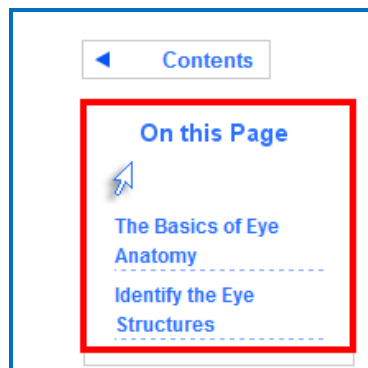 Contents
On this Page
The Basics of Eye
Anatomy
Identify the Eye
Structures